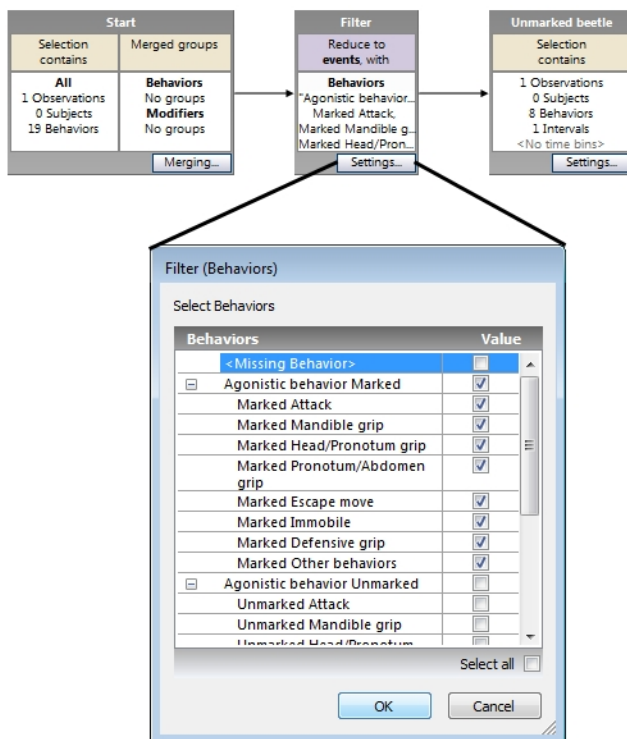 Start
Selection
contains
Merged groups
All
1 Observations
0 Subjects
19 Behaviors
Behaviors
No groups
Modifiers
No groups
Merging...
Filter
Reduce to
events, with
Behaviors
"Agonistic behavior...
Marked Attack,
Marked Mandible g...
Marked Head/Pron...
Settings...
Unmarked beetle
Selection
contains
1 Observations
0 Subjects
8 Behaviors
1 Intervals
<No time bins>
Settings...
Filter (Behaviors)
Select Behaviors
Behaviors Value
<Missing Behavior>
Agonistic behavior Marked
Marked Attack
Marked Mandible grip
Marked Head/Pronotum grip
Marked Pronotum/Abdomen
grip
Marked Escape move
Marked Immobile
Marked Defensive grip
Marked Other behaviors
Agonistic behavior Unmarked
Unmarked Attack
Unmarked Mandible grip
Unmarked Head/Pronotum
Select all
OK Cancel